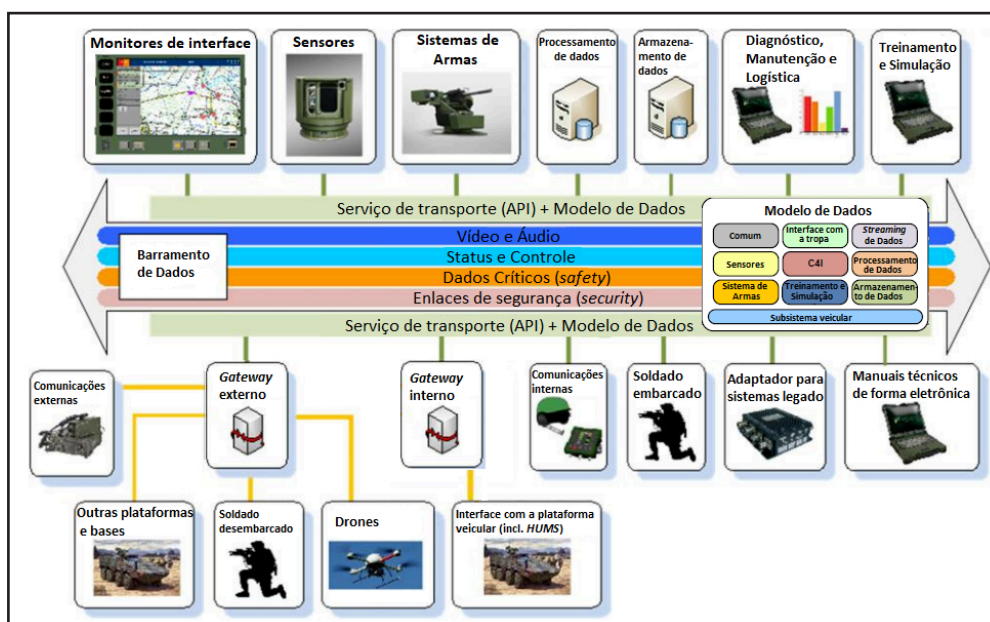 Monitores de interface
Sensores
Sistemas de
Armas
Processamento
de dados
Armazena-
mento de
dados
Diagnóstico,
Manutenção e
Logística
Treinamento
e Simulação
Serviço de transporte (API) + Modelo de Dados
Barramento
de Dados
Vídeo e Áudio
Status e Controle
Dados Críticos (safety)
Enlaces de segurança (security)
Serviço de transporte (API) + Modelo de Dados
Modelo de Dados
Comum
Interface com
a tropa
Streaming
de Dados
Sensores
C4I
Processamento
de Dados
Sistema de
Armas
Treinamento e
Simulação
Armazenamen-
to de Dados
Subsistema veicular
Comunicações
externas
Gateway
externo
Gateway
interno
Comunicações
internas
Soldado
embarcado
Adaptador para
sistemas legado
Manuais técnicos
de forma eletrônica
Outras plataformas
e bases
Soldado
desembarcado
Drones
Interface com a plataforma
veicular (incl. HUMS)